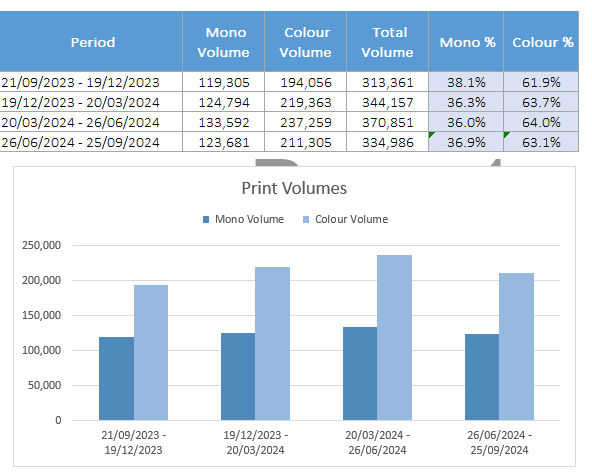 Period Mono Volume Colour Volume Total Volume Mono % Colour %
21/09/2023 - 19/12/2023 119,305 194,056 313,361 38.1% 61.9%
19/12/2023 - 20/03/2024 124,794 219,363 344,157 36.3% 63.7%
20/03/2024 - 26/06/2024 133,592 237,259 370,851 36.0% 64.0%
26/06/2024 - 25/09/2024 123,681 211,305 334,986 36.9% 63.1%
Print Volumes
Mono Volume Colour Volume
250,000
200,000
150,000
100,000
50,000
0
21/09/2023 - 19/12/2023 - 20/03/2024 - 26/06/2024 -
19/12/2023 20/03/2024 26/06/2024 25/09/2024